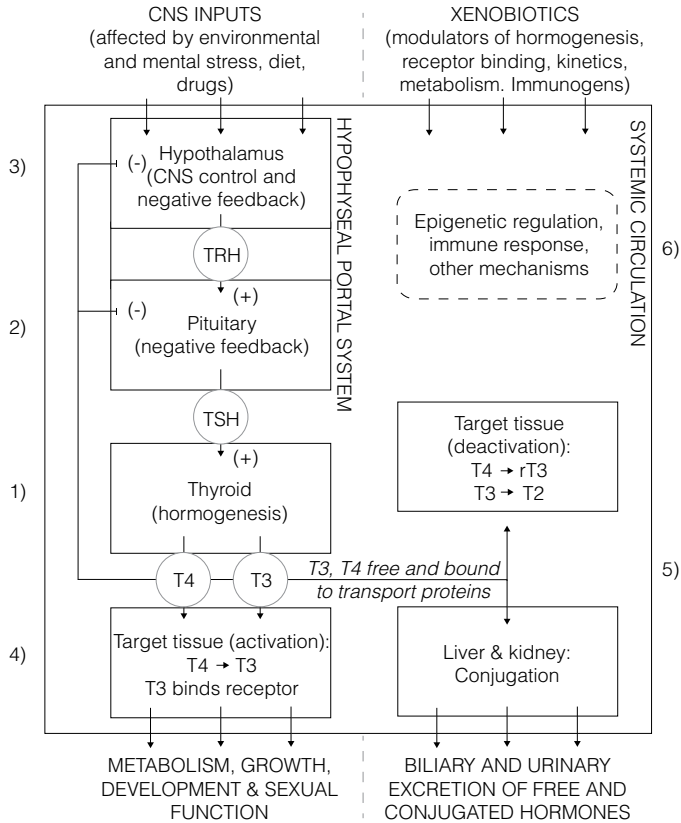 CNS INPUTS
(affected by environmental
and mental stress, diet,
drugs)
XENOBIOTICS
(modulators of hormogenesis,
receptor binding, kinetics,
metabolism. Immunogens)
HYPOPHYSEAL PORTAL SYSTEM
SYSTEMIC CIRCULATION
3)
(-)
Hypothalamus
(CNS control and
negative feedback)
TRH
(+)
2)
(-)
Pituitary
(negative feedback)
TSH
(+)
1)
Thyroid
(hormogenesis)
T4
T3
T3, T4 free and bound
to transport proteins
4)
Target tissue (activation):
T4 → T3
T3 binds receptor
METABOLISM, GROWTH,
DEVELOPMENT & SEXUAL
FUNCTION
Epigenetic regulation,
immune response,
other mechanisms
6)
Target tissue
(deactivation):
T4 → rT3
T3 → T2
5)
Liver & kidney:
Conjugation
BILIARY AND URINARY
EXCRETION OF FREE AND
CONJUGATED HORMONES